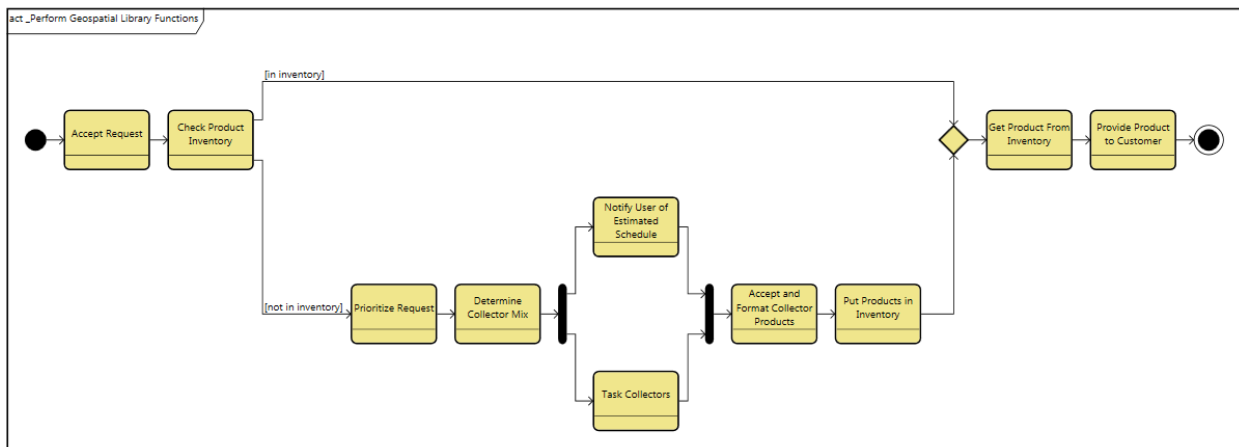 act _Perform Geospatial Library Functions
[in inventory]
Accept Request
Check Product
Inventory
Get Product From
Inventory
Provide Product
to Customer
Notify User of
Estimated
Schedule
[not in inventory]
Prioritize Request
Determine
Collector Mix
Accept and
Format Collector
Products
Put Products in
Inventory
Task Collectors